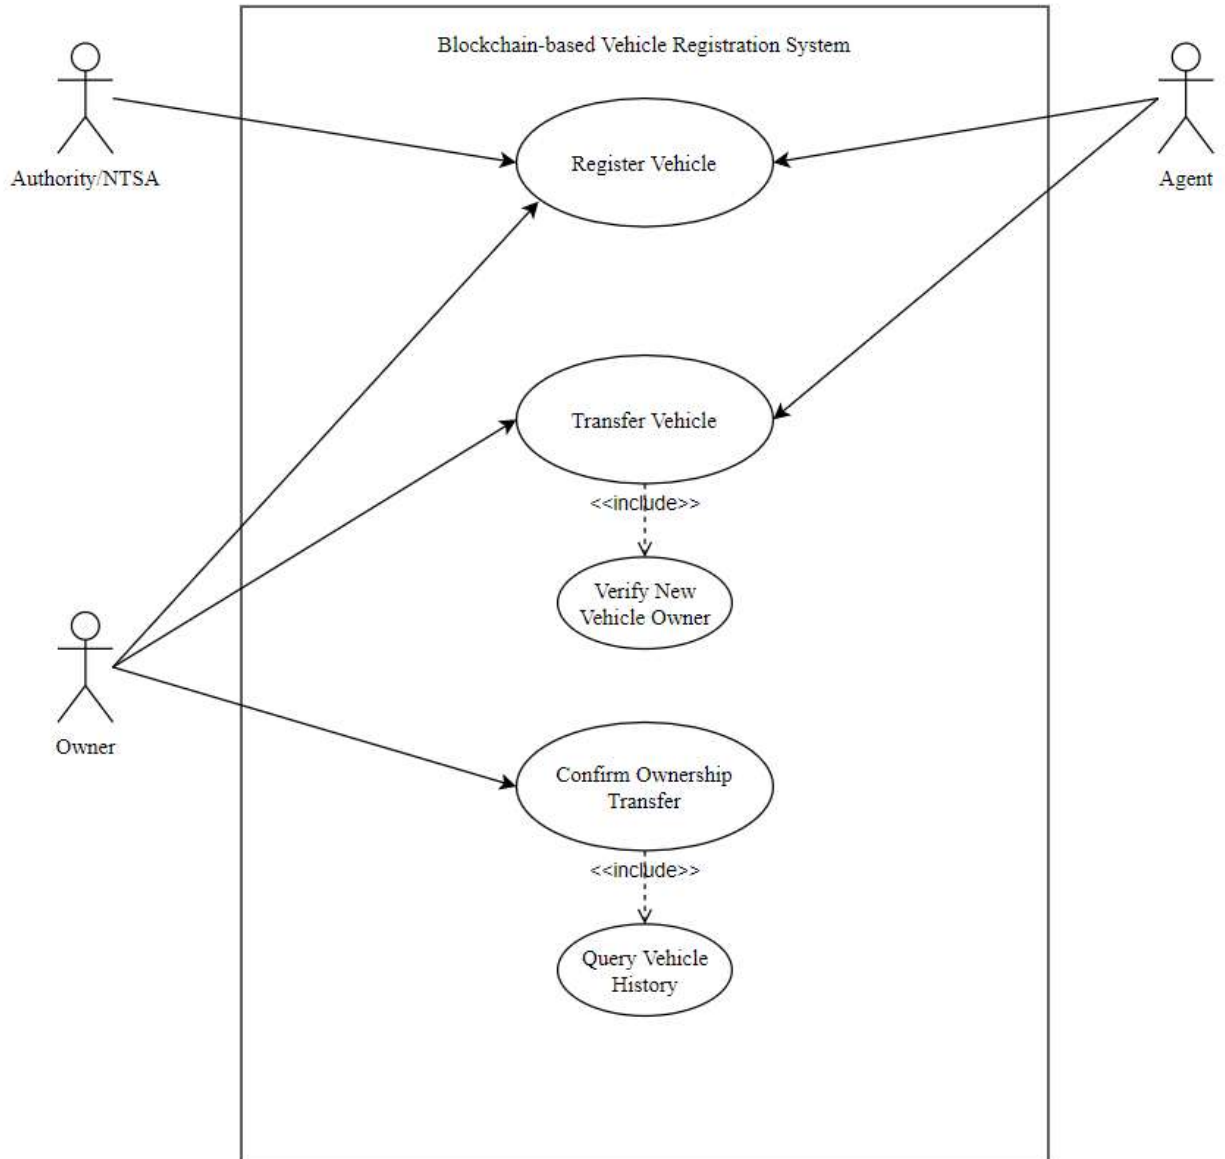 Blockchain-based Vehicle Registration System
Authority/NTSA
Register Vehicle
Agent
Transfer Vehicle
<<include>>
Verify New
Vehicle Owner
Owner
Confirm Ownership
Transfer
<<include>>
Query Vehicle
History